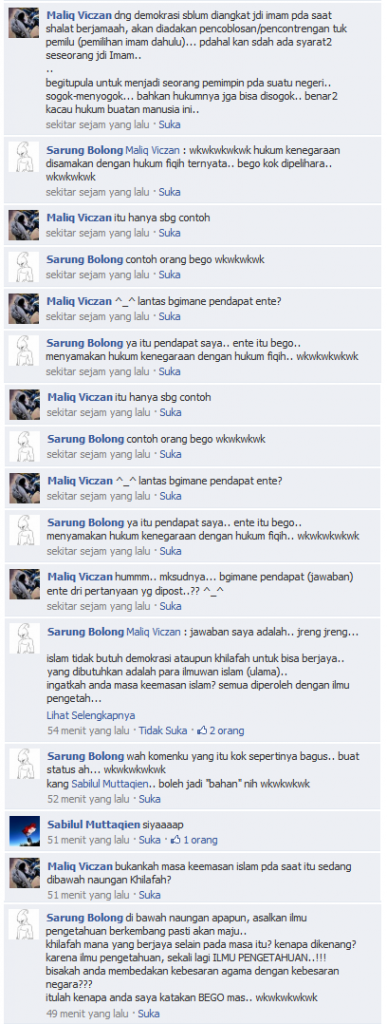 Maliq Viczan dng demokrasi sblum diangkat jdi imam pda saat
shalat berjamaah, akan diadakan pencoblosan/pencontrengan tuk
pemilu (pemilihan imam dahulu)... pdahal kan sdah ada syarat2
seseorang jdi Imam..
..
begitupula untuk menjadi seorang pemimpin pda suatu negeri..
sogok-menyogok... bahkan hukumnya jga bisa disogok.. benar2
kacau hukum buatan manusia ini..
sekitar sejam yang lalu · Suka
Sarung Bolong Maliq Viczan : wkwkwkwkwk hukum kenegaraan
disamakan dengan hukum fiqih ternyata.. bego kok dipelihara..
wkwkwkwk
sekitar sejam yang lalu · Suka
Maliq Viczan itu hanya sbg contoh
sekitar sejam yang lalu · Suka
Sarung Bolong contoh orang bego wkwkwkwk
sekitar sejam yang lalu · Suka
Maliq Viczan ^_^ lantas bgimane pendapat ente?
sekitar sejam yang lalu · Suka
Sarung Bolong ya itu pendapat saya.. ente itu bego..
menyamakan hukum kenegaraan dengan hukum fiqih.. wkwkwkwkwk
sekitar sejam yang lalu · Suka
Maliq Viczan itu hanya sbg contoh
sekitar sejam yang lalu · Suka
Sarung Bolong contoh orang bego wkwkwkwk
sekitar sejam yang lalu · Suka
Maliq Viczan ^_^ lantas bgimane pendapat ente?
sekitar sejam yang lalu · Suka
Sarung Bolong ya itu pendapat saya.. ente itu bego..
menyamakan hukum kenegaraan dengan hukum fiqih.. wkwkwkwkwk
sekitar sejam yang lalu · Suka
Maliq Viczan hummm.. mksudnya... bgimane pendapat (jawaban)
ente dri pertanyaan yg dipost..?? ^_^
sekitar sejam yang lalu · Suka
Sarung Bolong Maliq Viczan : jawaban saya adalah.. jreng jreng...
islam tidak butuh demokrasi ataupun khilafah untuk bisa berjaya..
yang dibutuhkan adalah para ilmuwan islam (ulama)..
ingatkah anda masa keemasan islam? semua diperoleh dengan ilmu
pengetah...
Lihat Selengkapnya
54 menit yang lalu · Tidak Suka · 2 orang
Sarung Bolong wah komenku yang itu kok sepertinya bagus.. buat
status ah... wkwkwkwkwk
kang Sabilul Muttaqien.. boleh jadi "bahan" nih wkwkwkwk
52 menit yang lalu · Suka
Sabilul Muttaqien siyaaaap
51 menit yang lalu · Suka · 1 orang
Maliq Viczan bukankah masa keemasan islam pda saat itu sedang
dibawah naungan Khilafah?
51 menit yang lalu · Suka
Sarung Bolong di bawah naungan apapun, asalkan ilmu
pengetahuan berkembang pasti akan maju..
khilafah mana yang berjaya selain pada masa itu? kenapa dikenang?
karena ilmu pengetahuan, sekali lagi ILMU PENGETAHUAN..!!!
bisakah anda membedakan kebesaran agama dengan kebesaran
negara???
itulah kenapa anda saya katakan BEGO mas.. wkwkwkwk
49 menit yang lalu · Suka